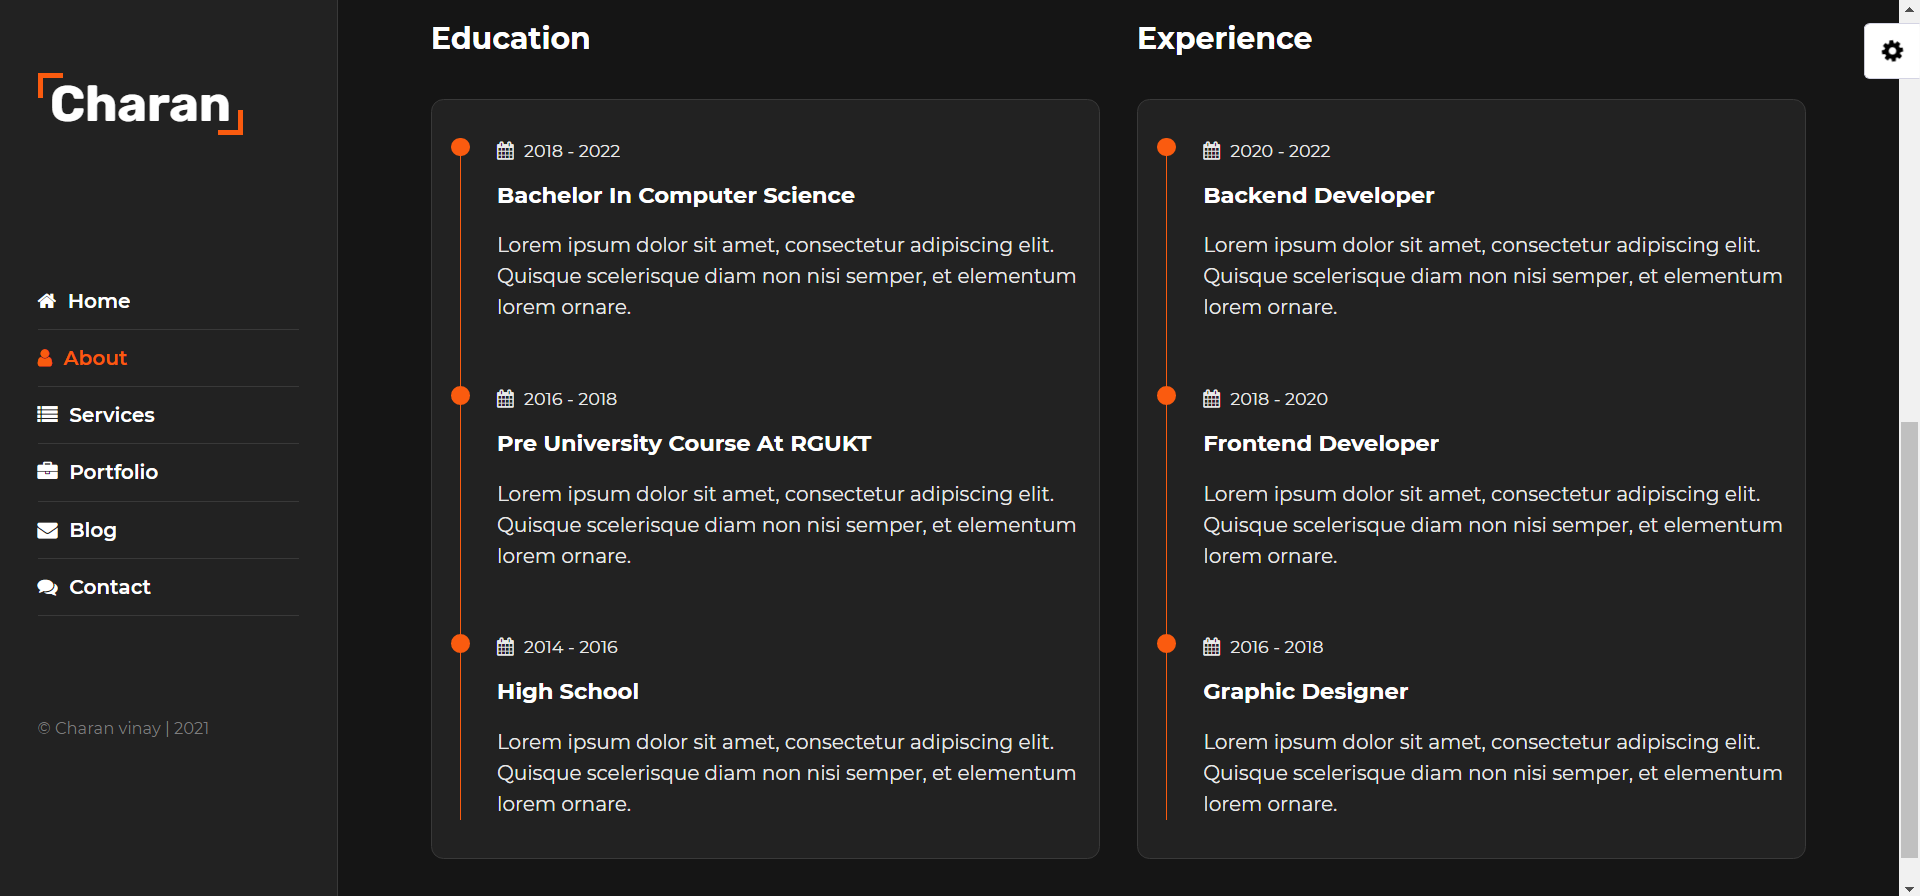 Charan
Home
About
Services
Portfolio
Blog
Contact
© Charan vinay | 2021
Education
2018 - 2022
Bachelor In Computer Science
Lorem ipsum dolor sit amet, consectetur adipiscing elit.
Quisque scelerisque diam non nisi semper, et elementum
lorem ornare.
2016 - 2018
Pre University Course At RGUKT
Lorem ipsum dolor sit amet, consectetur adipiscing elit.
Quisque scelerisque diam non nisi semper, et elementum
lorem ornare.
2014 - 2016
High School
Lorem ipsum dolor sit amet, consectetur adipiscing elit.
Quisque scelerisque diam non nisi semper, et elementum
lorem ornare.
Experience
2020 - 2022
Backend Developer
Lorem ipsum dolor sit amet, consectetur adipiscing elit.
Quisque scelerisque diam non nisi semper, et elementum
lorem ornare.
2018 - 2020
Frontend Developer
Lorem ipsum dolor sit amet, consectetur adipiscing elit.
Quisque scelerisque diam non nisi semper, et elementum
lorem ornare.
2016 - 2018
Graphic Designer
Lorem ipsum dolor sit amet, consectetur adipiscing elit.
Quisque scelerisque diam non nisi semper, et elementum
lorem ornare.